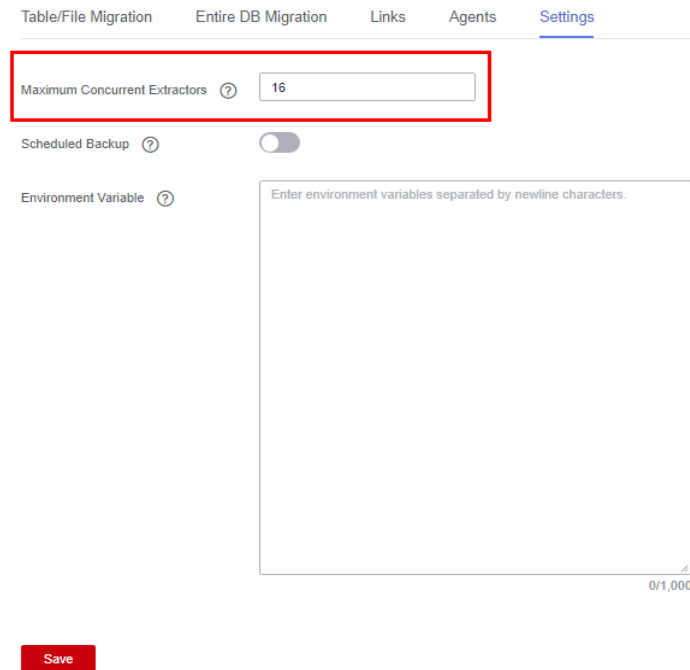 Table/File Migration Entire DB Migration Links Agents Settings
Maximum Concurrent Extractors ? 16
Scheduled Backup ?
Environment Variable ? Enter environment variables separated by newline characters.
0/1,000
Save